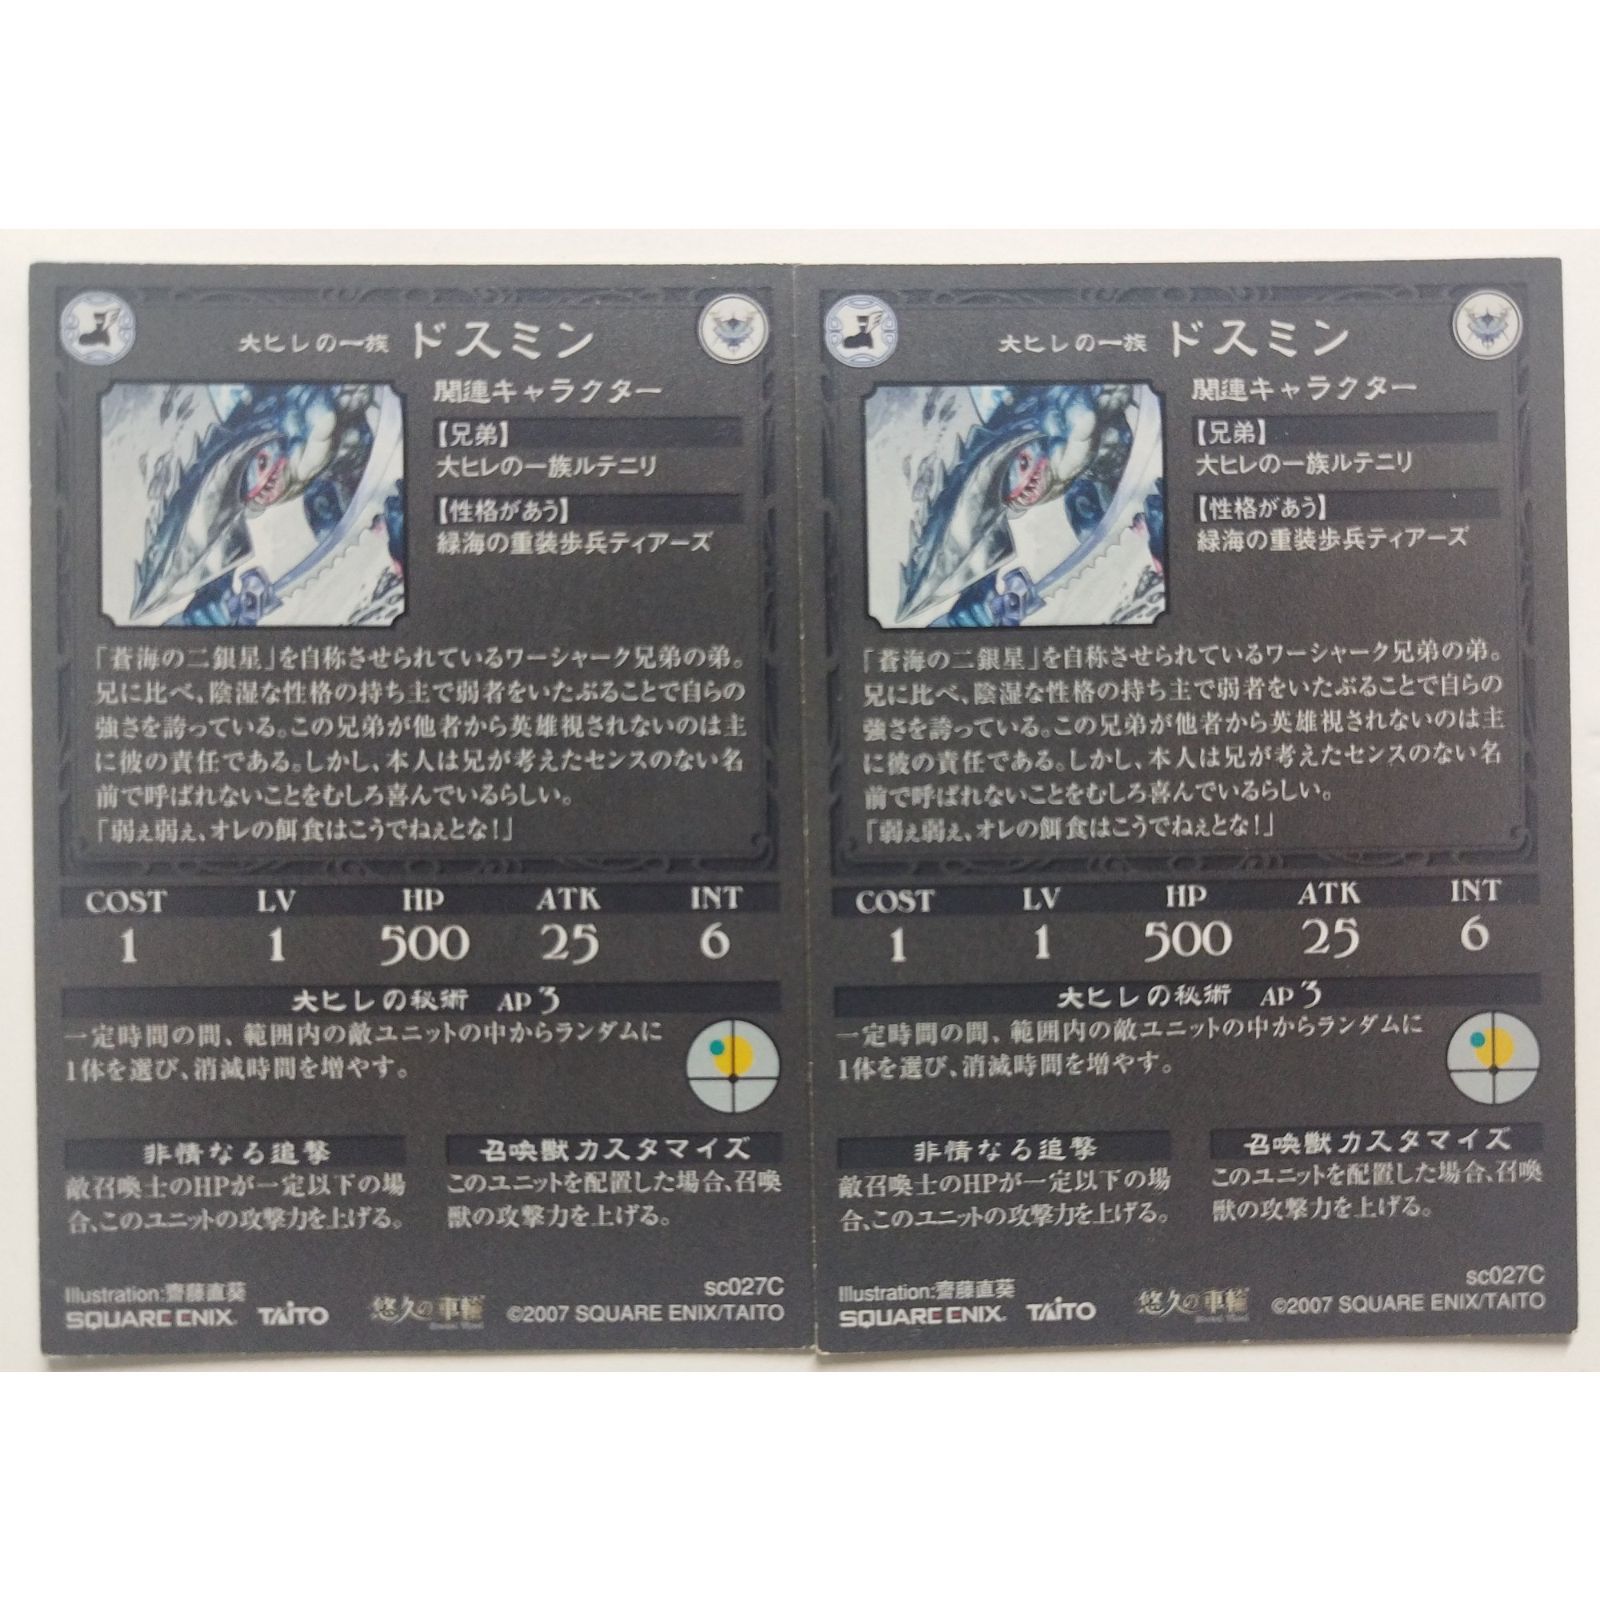 大ヒレの一族 ドスミン
関連キャラクター
【兄弟】
大ヒレの一族ルテニリ
【性格があう】
緑海の重装歩兵ティアーズ
「蒼海の二銀星」を自称させられているワーシャーク兄弟の弟。
兄に比べ、陰湿な性格の持ち主で弱者をいたぶることで自らの
強さを誇っている。この兄弟が他者から英雄視されないのは主
に彼の責任である。しかし、本人は兄が考えたセンスのない名
前で呼ばれないことをむしろ喜んでいるらしい。
「弱ぇ弱ぇ、オレの餌食はこうでねぇとな!」
COST LV HP ATK INT
1 1 500 25 6
大ヒレの秘術 AP 3
一定時間の間、範囲内の敵ユニットの中からランダムに
1体を選び、消滅時間を増やす。
非情なる追撃
敵召喚士のHPが一定以下の場
合、このユニットの攻撃力を上げる。
召喚獣カスタマイズ
このユニットを配置した場合、召喚
獣の攻撃力を上げる。
Illustration:齋藤直葵
sc027C
SQUARE ENIX. TAITO 悠久の車輪 ©2007 SQUARE ENIX/TAITO
大ヒレの一族 ドスミン
関連キャラクター
【兄弟】
大ヒレの一族ルテニリ
【性格があう】
緑海の重装歩兵ティアーズ
「蒼海の二銀星」を自称させられているワーシャーク兄弟の弟。
兄に比べ、陰湿な性格の持ち主で弱者をいたぶることで自らの
強さを誇っている。この兄弟が他者から英雄視されないのは主
に彼の責任である。しかし、本人は兄が考えたセンスのない名
前で呼ばれないことをむしろ喜んでいるらしい。
「弱ぇ弱ぇ、オレの餌食はこうでねぇとな!」
COST LV HP ATK INT
1 1 500 25 6
大ヒレの秘術 AP 3
一定時間の間、範囲内の敵ユニットの中からランダムに
1体を選び、消滅時間を増やす。
非情なる追撃
敵召喚士のHPが一定以下の場
合、このユニットの攻撃力を上げる。
召喚獣カスタマイズ
このユニットを配置した場合、召喚
獣の攻撃力を上げる。
Illustration:齋藤直葵
sc027C
SQUARE ENIX. TAITO 悠久の車輪 ©2007 SQUARE ENIX/TAITO